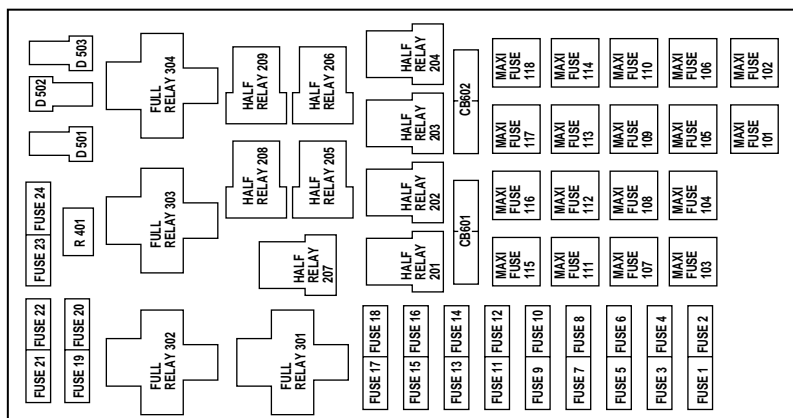 D 503
D 502
D 501
FULL
RELAY 304
HALF
RELAY 209
HALF
RELAY 206
HALF
RELAY
204
CB602
MAXI
FUSE
118
MAXI
FUSE
114
MAXI
FUSE
110
MAXI
FUSE
106
MAXI
FUSE
102
HALF
RELAY
203
MAXI
FUSE
117
MAXI
FUSE
113
MAXI
FUSE
109
MAXI
FUSE
105
MAXI
FUSE
101
FUSE 24
FUSE 23
R 401
FULL
RELAY 303
HALF
RELAY 208
HALF
RELAY 205
HALF
RELAY
202
CB601
MAXI
FUSE
116
MAXI
FUSE
112
MAXI
FUSE
108
MAXI
FUSE
104
HALF
RELAY
207
HALF
RELAY
201
MAXI
FUSE
115
MAXI
FUSE
111
MAXI
FUSE
107
MAXI
FUSE
103
FUSE 22
FUSE 20
FUSE 21
FUSE 19
FULL
RELAY 302
FULL
RELAY 301
FUSE 18
FUSE 16
FUSE 14
FUSE 12
FUSE 10
FUSE 8
FUSE 6
FUSE 4
FUSE 2
FUSE 17
FUSE 15
FUSE 13
FUSE 11
FUSE 9
FUSE 7
FUSE 5
FUSE 3
FUSE 1